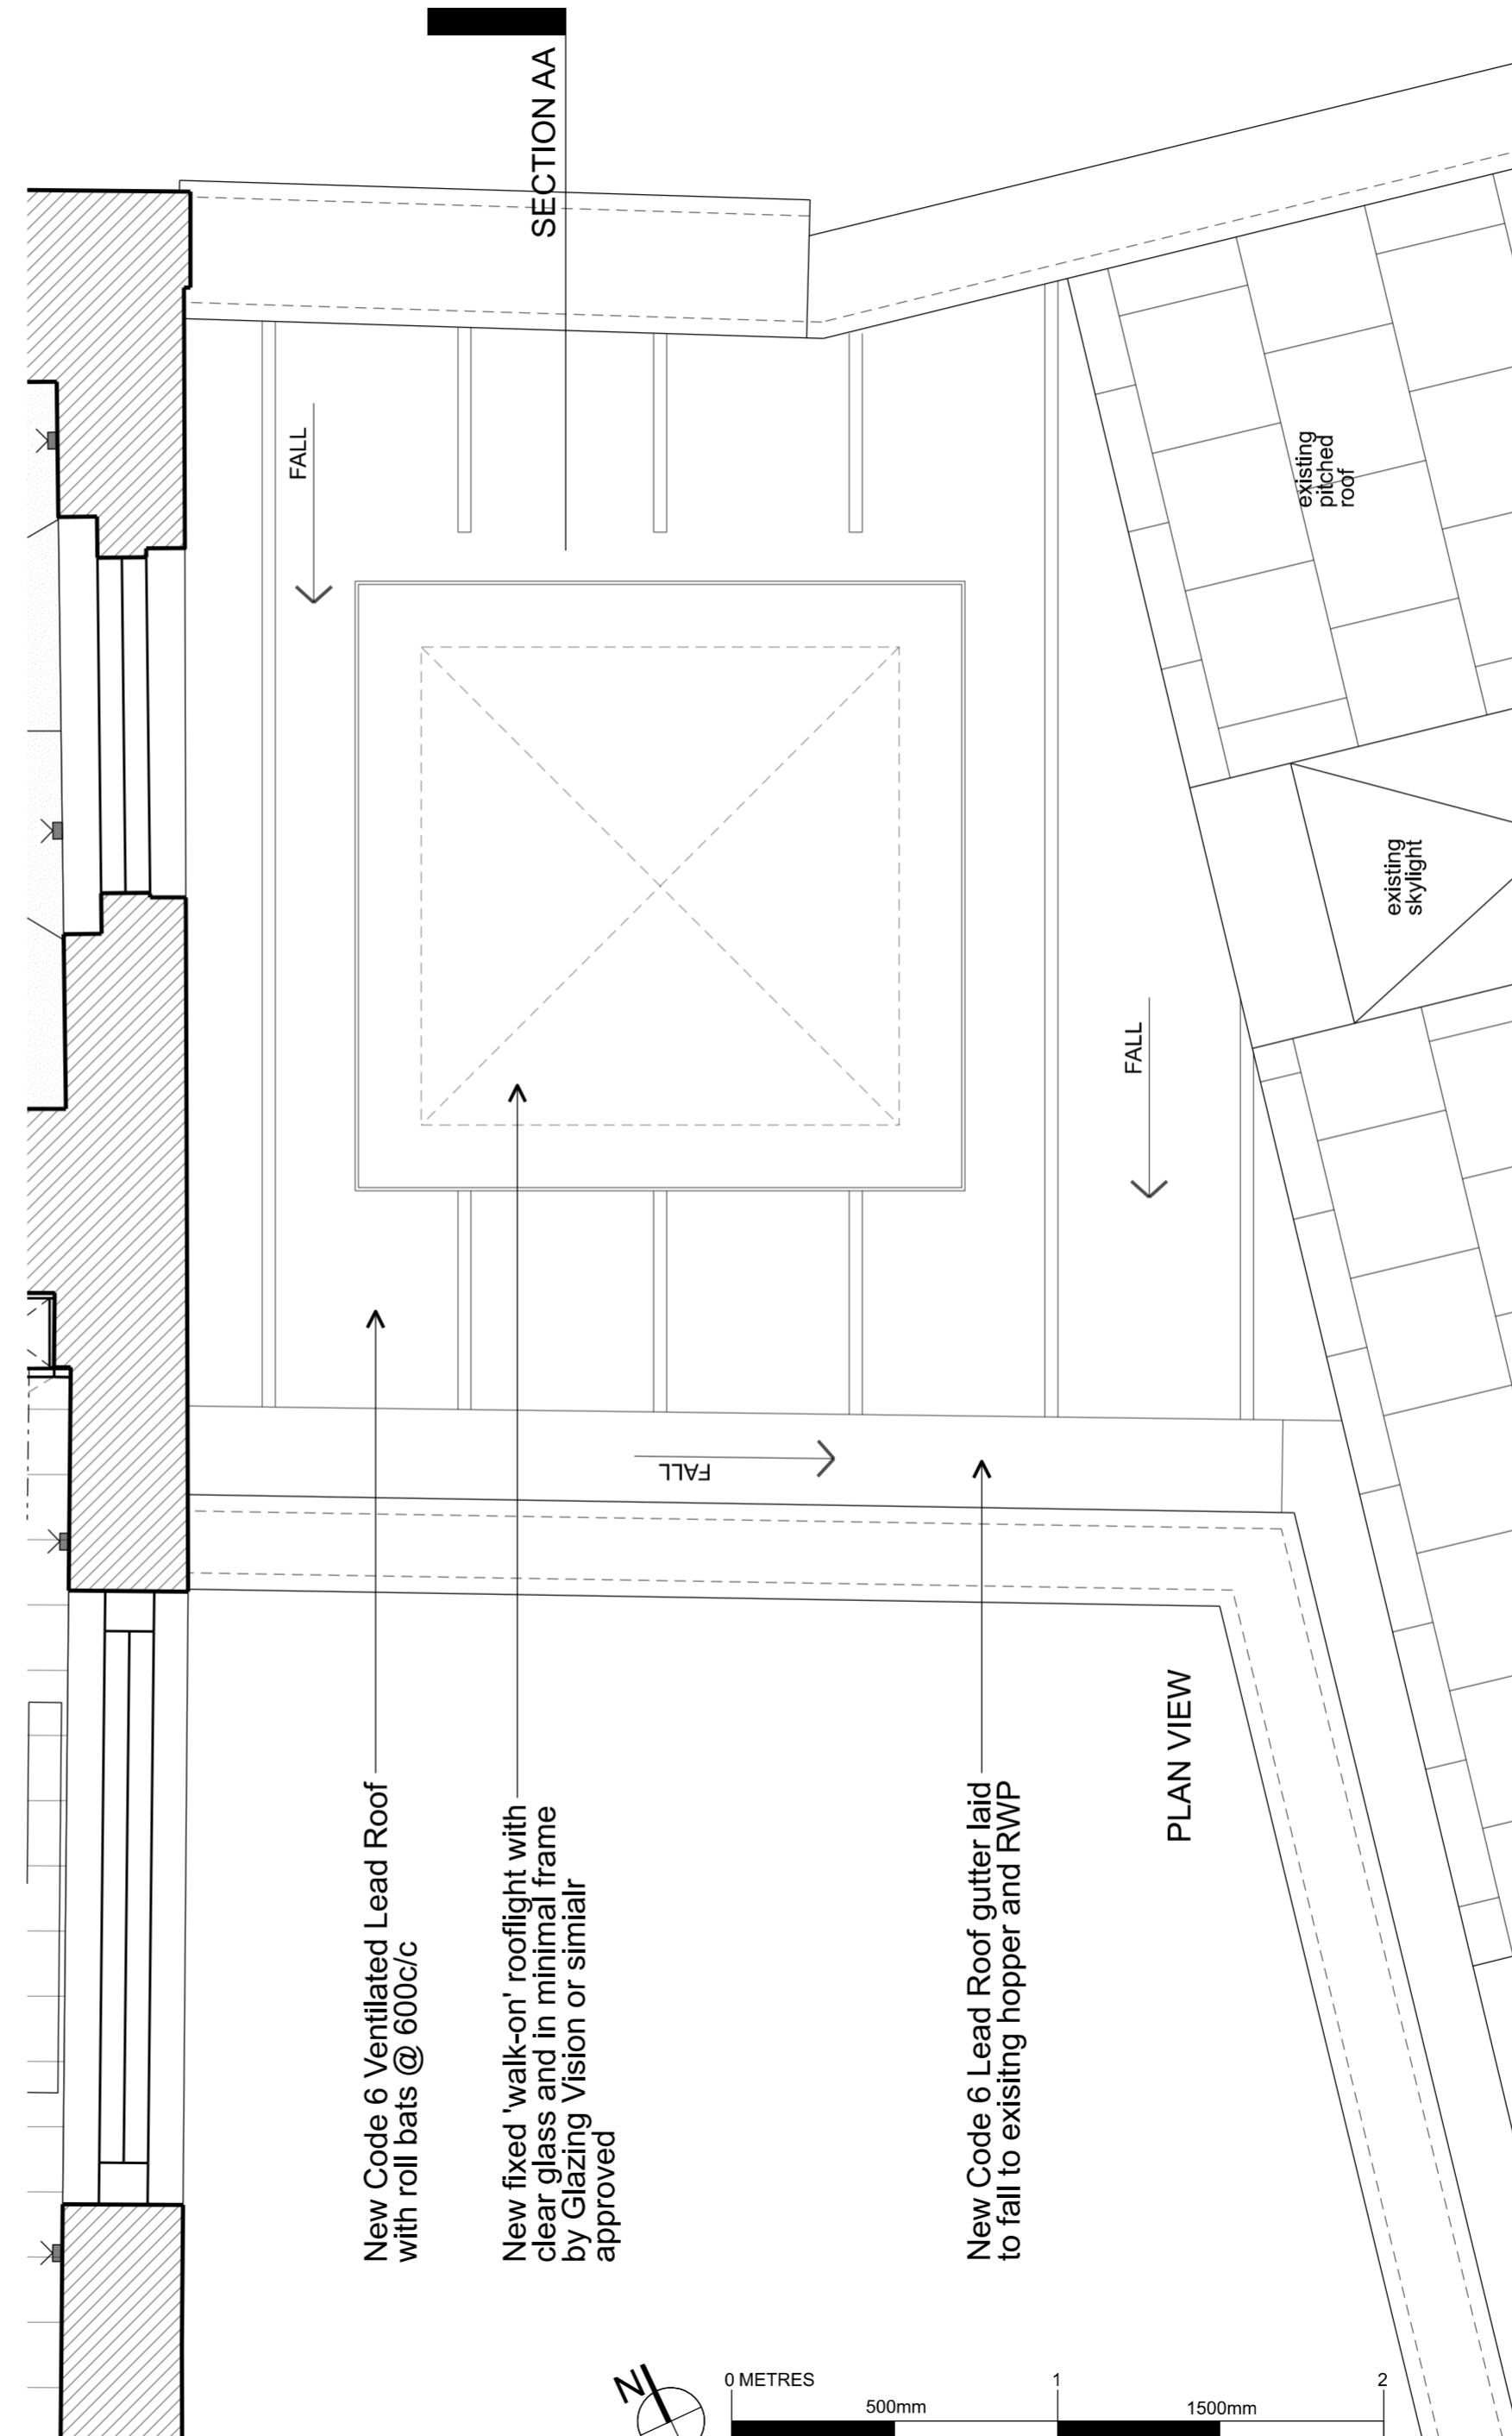 SECTION AA
FALL
existing
pitched
roof
existing
skylight
FALL
FALL
PLAN VIEW
New Code 6 Ventilated Lead Roof
with roll bats @ 600c/c
New fixed 'walk-on' rooflight with
clear glass and in minimal frame
by Glazing Vision or simialr
approved
New Code 6 Lead Roof gutter laid
to fall to exisitng hopper and RWP
N
0 METRES
1
2
500mm
1500mm